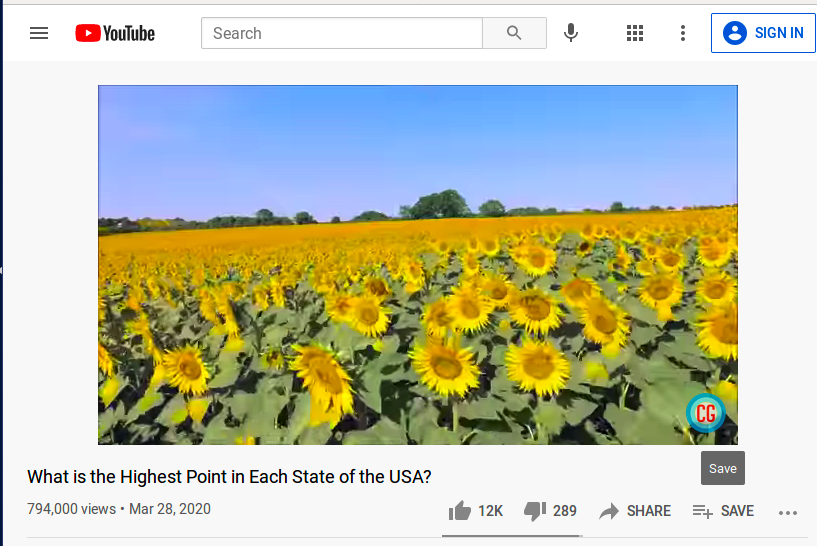 YouTube Search SIGN IN
CG
Save
What is the Highest Point in Each State of the USA?
794,000 views • Mar 28, 2020 12K 289 SHARE SAVE